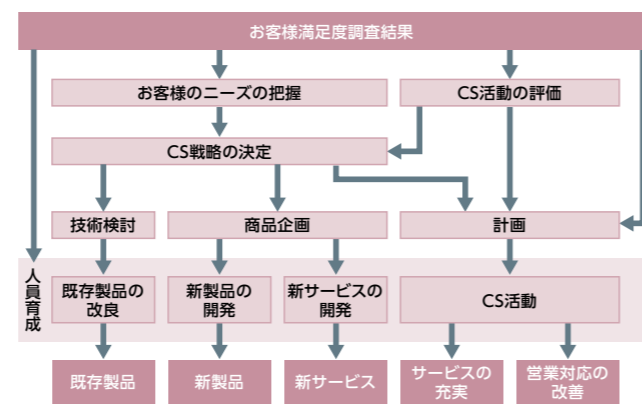 お客様満足度調査結果
お客様のニーズの把握
CS活動の評価
CS戦略の決定
技術検討
商品企画
計画
人員育成
既存製品の
改良
新製品の
開発
新サービスの
開発
CS活動
既存製品
新製品
新サービス
サービスの
充実
営業対応の
改善